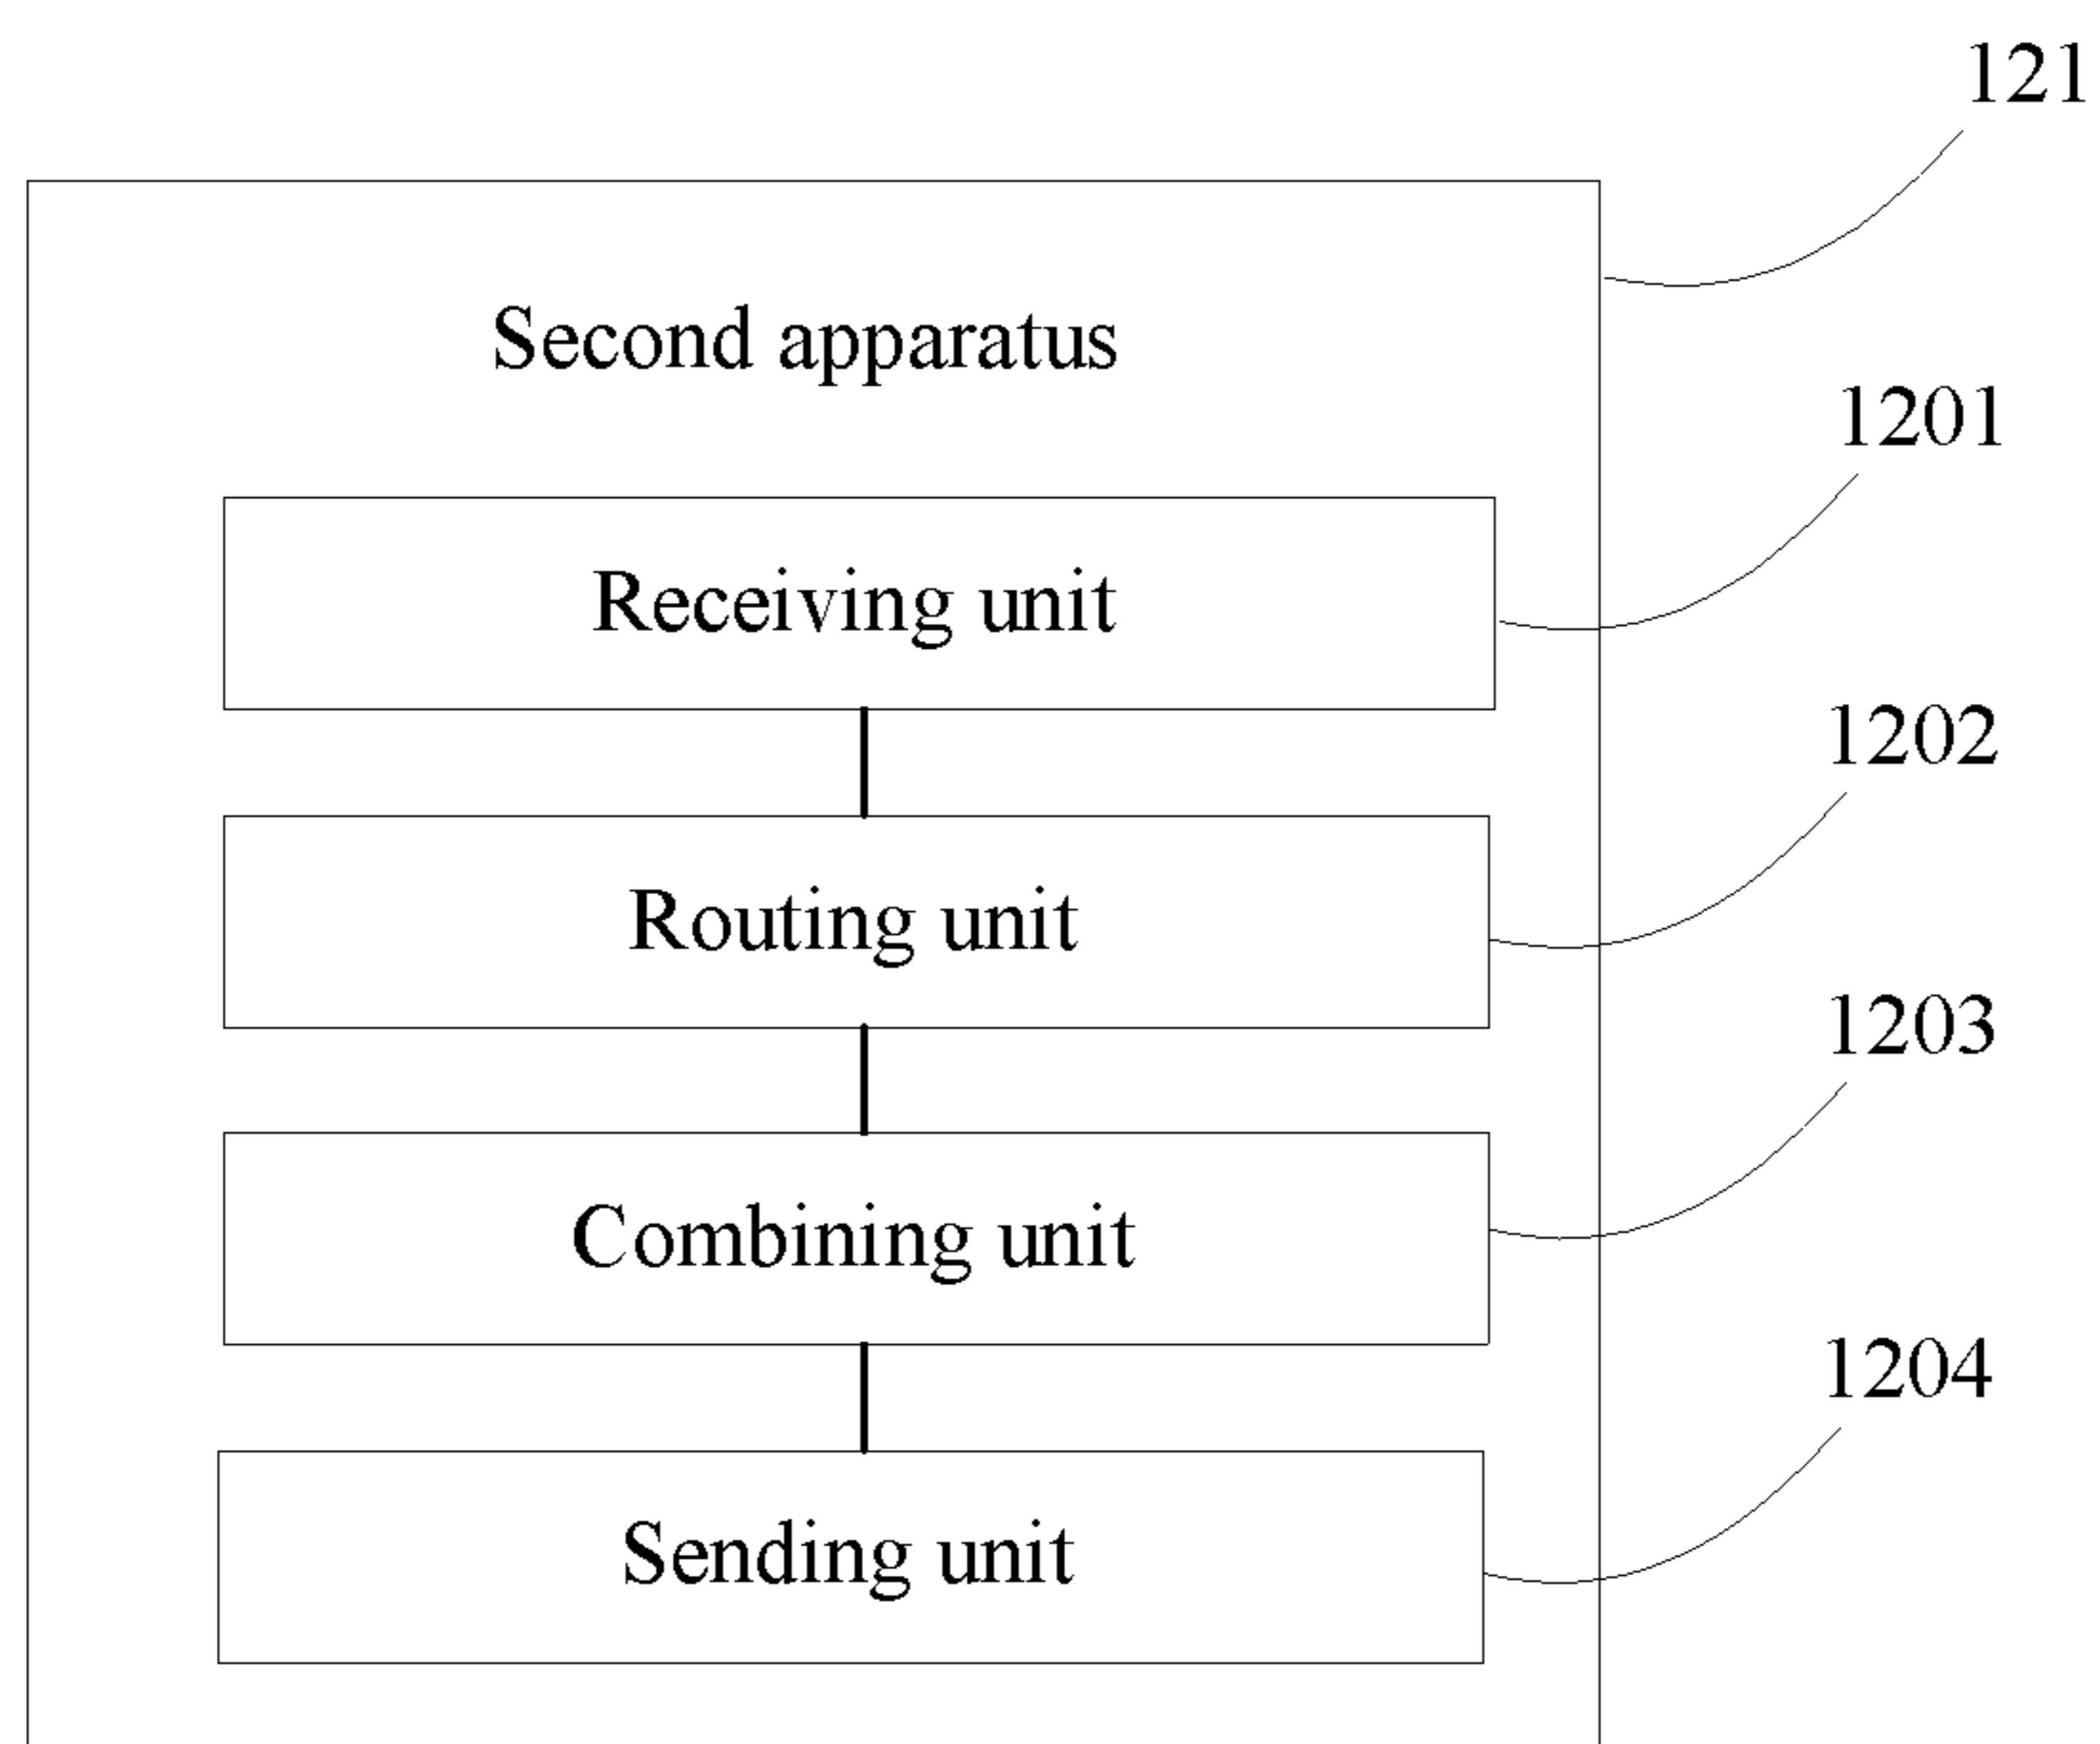 121
Second apparatus
1201
Receiving unit
1202
Routing unit
1203
Combining unit
1204
Sending unit